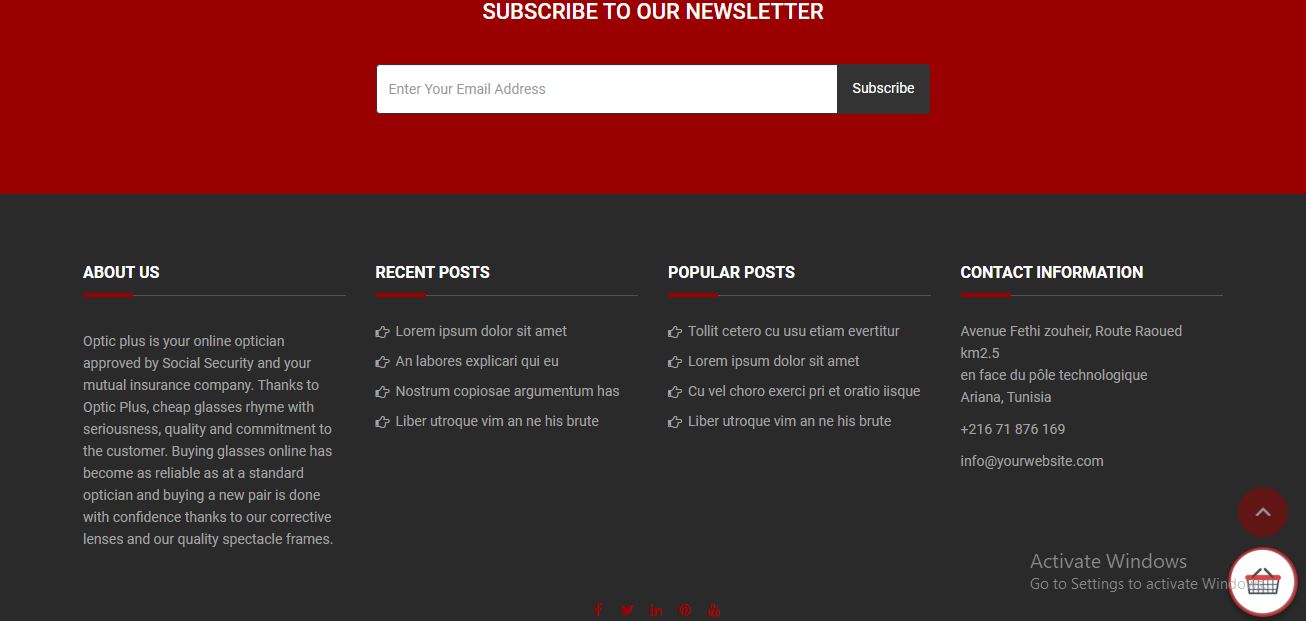 SUBSCRIBE TO OUR NEWSLETTER
Enter Your Email Address
Subscribe
ABOUT US
Optic plus is your online optician
approved by Social Security and your
mutual insurance company. Thanks to
Optic Plus, cheap glasses rhyme with
seriousness, quality and commitment to
the customer. Buying glasses online has
become as reliable as at a standard
optician and buying a new pair is done
with confidence thanks to our corrective
lenses and our quality spectacle frames.
RECENT POSTS
Lorem ipsum dolor sit amet
An labores explicari qui eu
Nostrum copiosae argumentum has
Liber utroque vim an ne his brute
POPULAR POSTS
Tollit cetero cu usu etiam evertitur
Lorem ipsum dolor sit amet
Cu vel choro exerci pri et oratio iisque
Liber utroque vim an ne his brute
CONTACT INFORMATION
Avenue Fethi zouheir, Route Raoued
km2.5
en face du pôle technologique
Ariana, Tunisia
+216 71 876 169
info@yourwebsite.com
Activate Windows
Go to Settings to activate Windows.